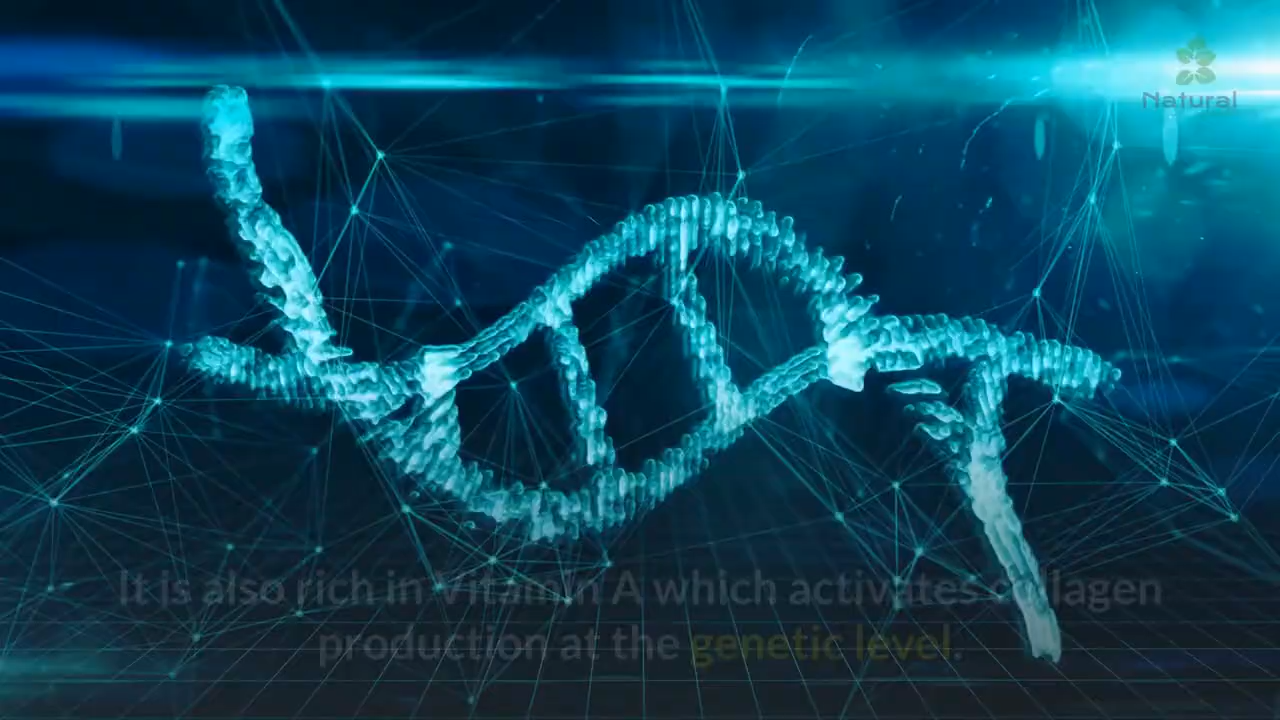 Natural
It is also rich in Vitamin A which activates collagen
production at the genetic level.